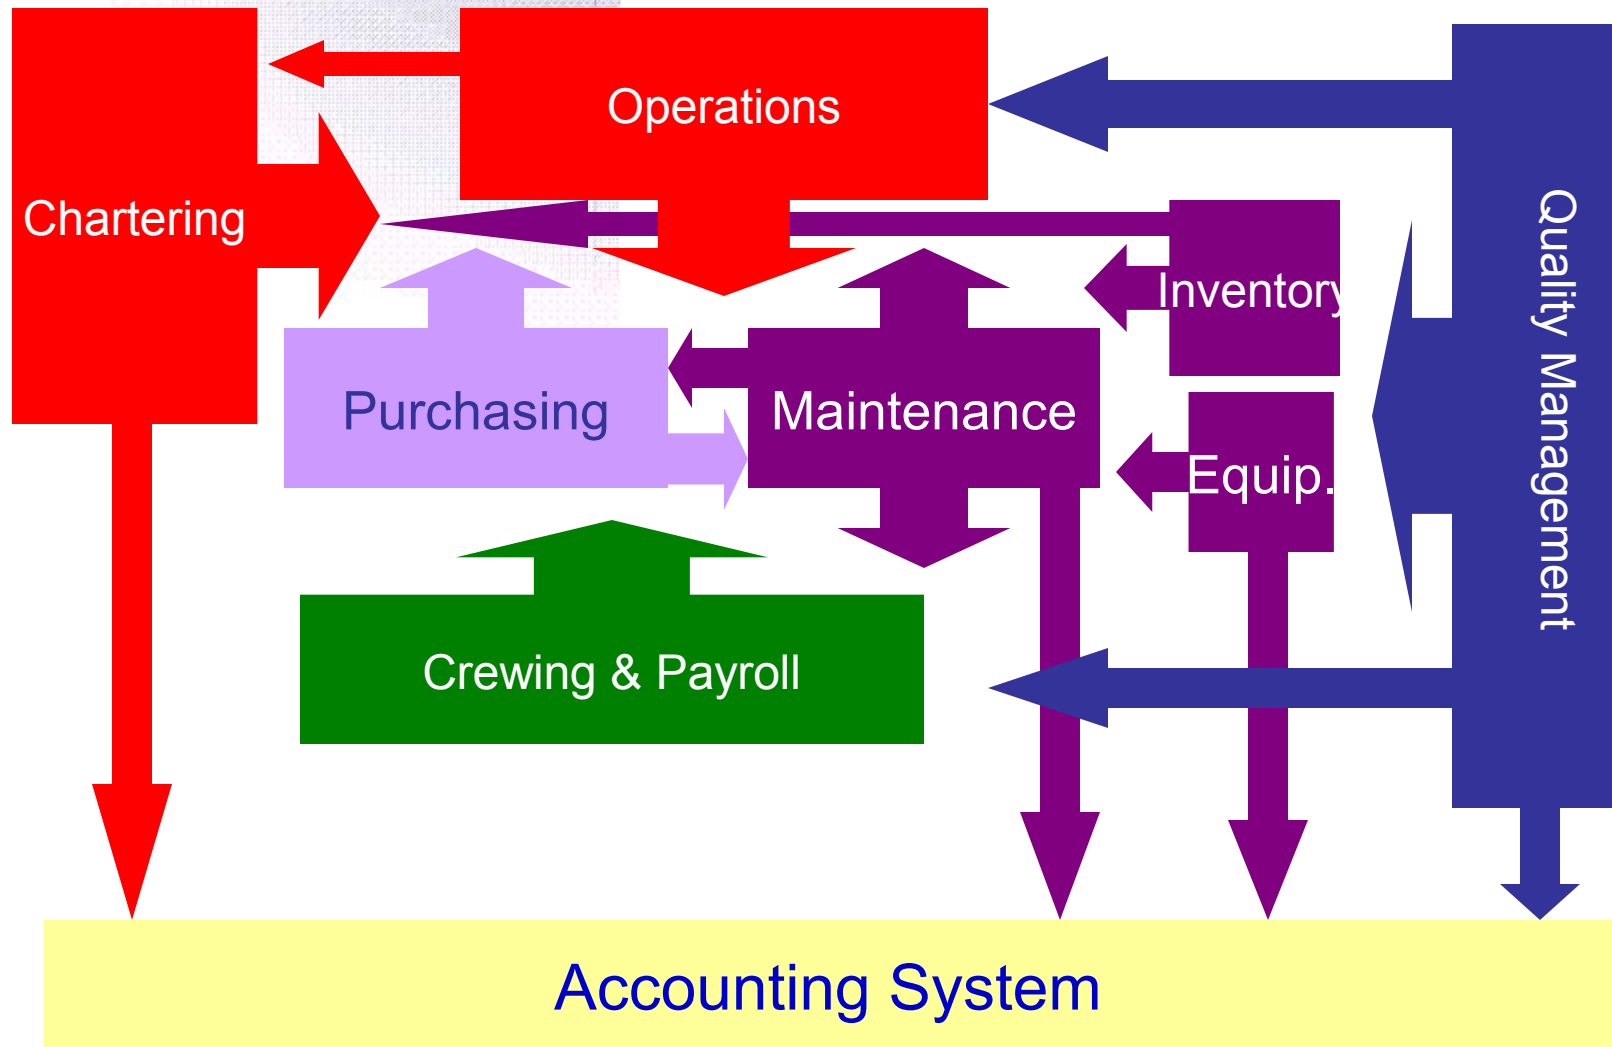 Operations
Chartering
Inventory
Quality Management
Purchasing
Maintenance
Equip.
Crewing & Payroll
Accounting System